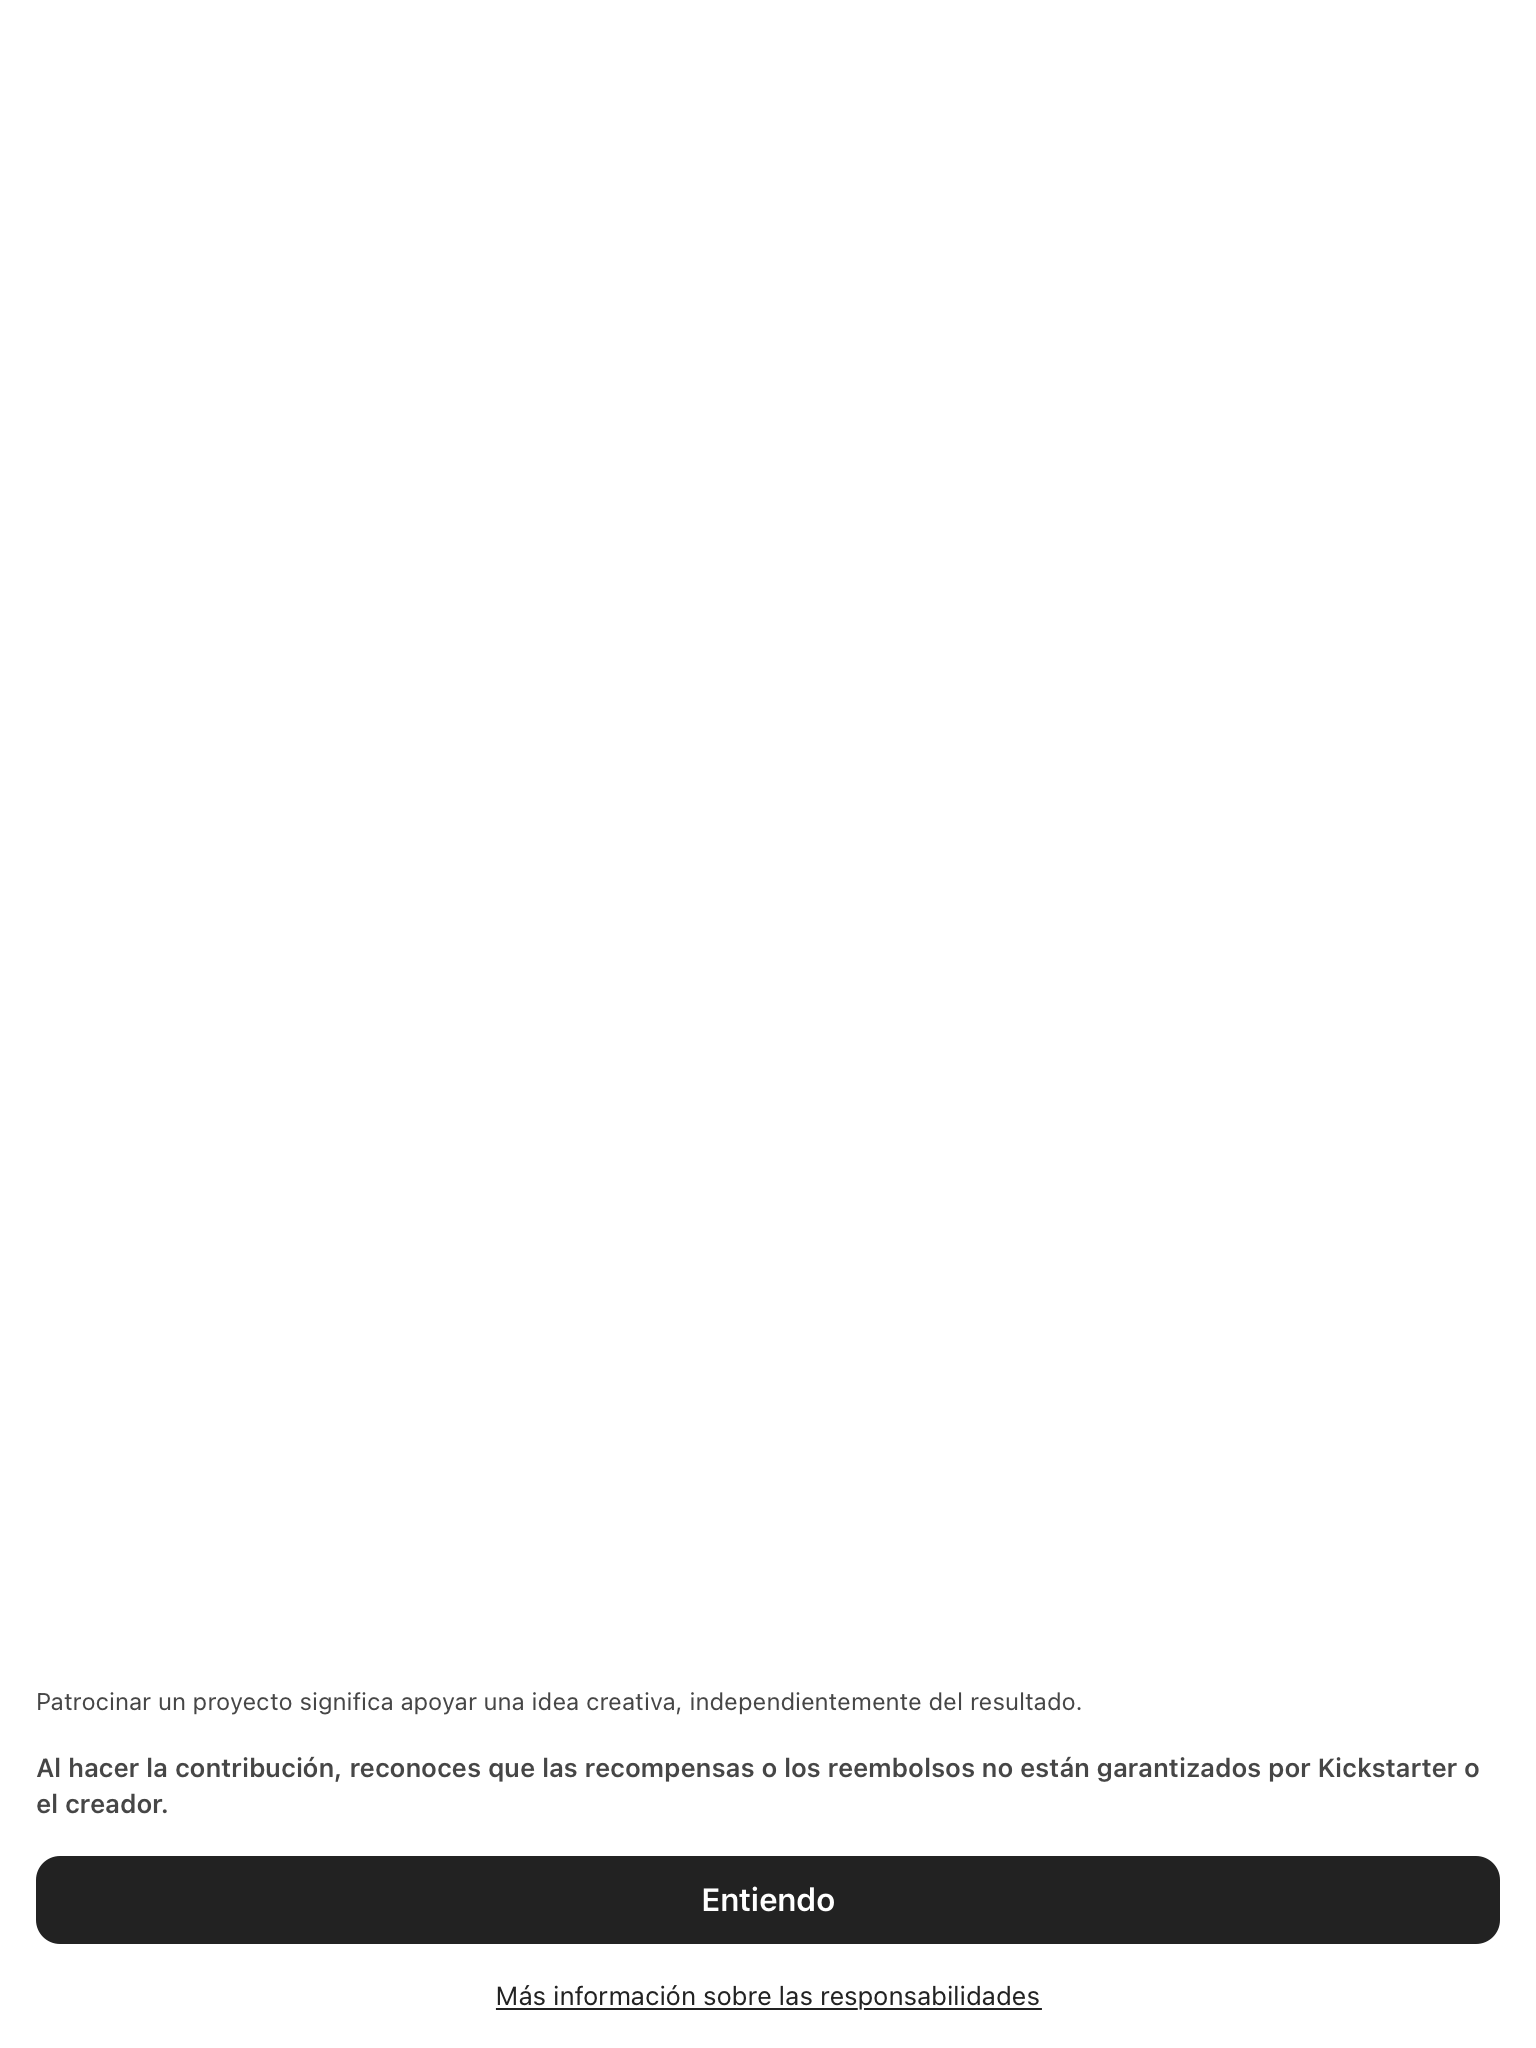 Patrocinar un proyecto significa apoyar una idea creativa, independientemente del resultado.
Al hacer la contribución, reconoces que las recompensas o los reembolsos no están garantizados por Kickstarter o
el creador.
Entiendo
Más información sobre las responsabilidades